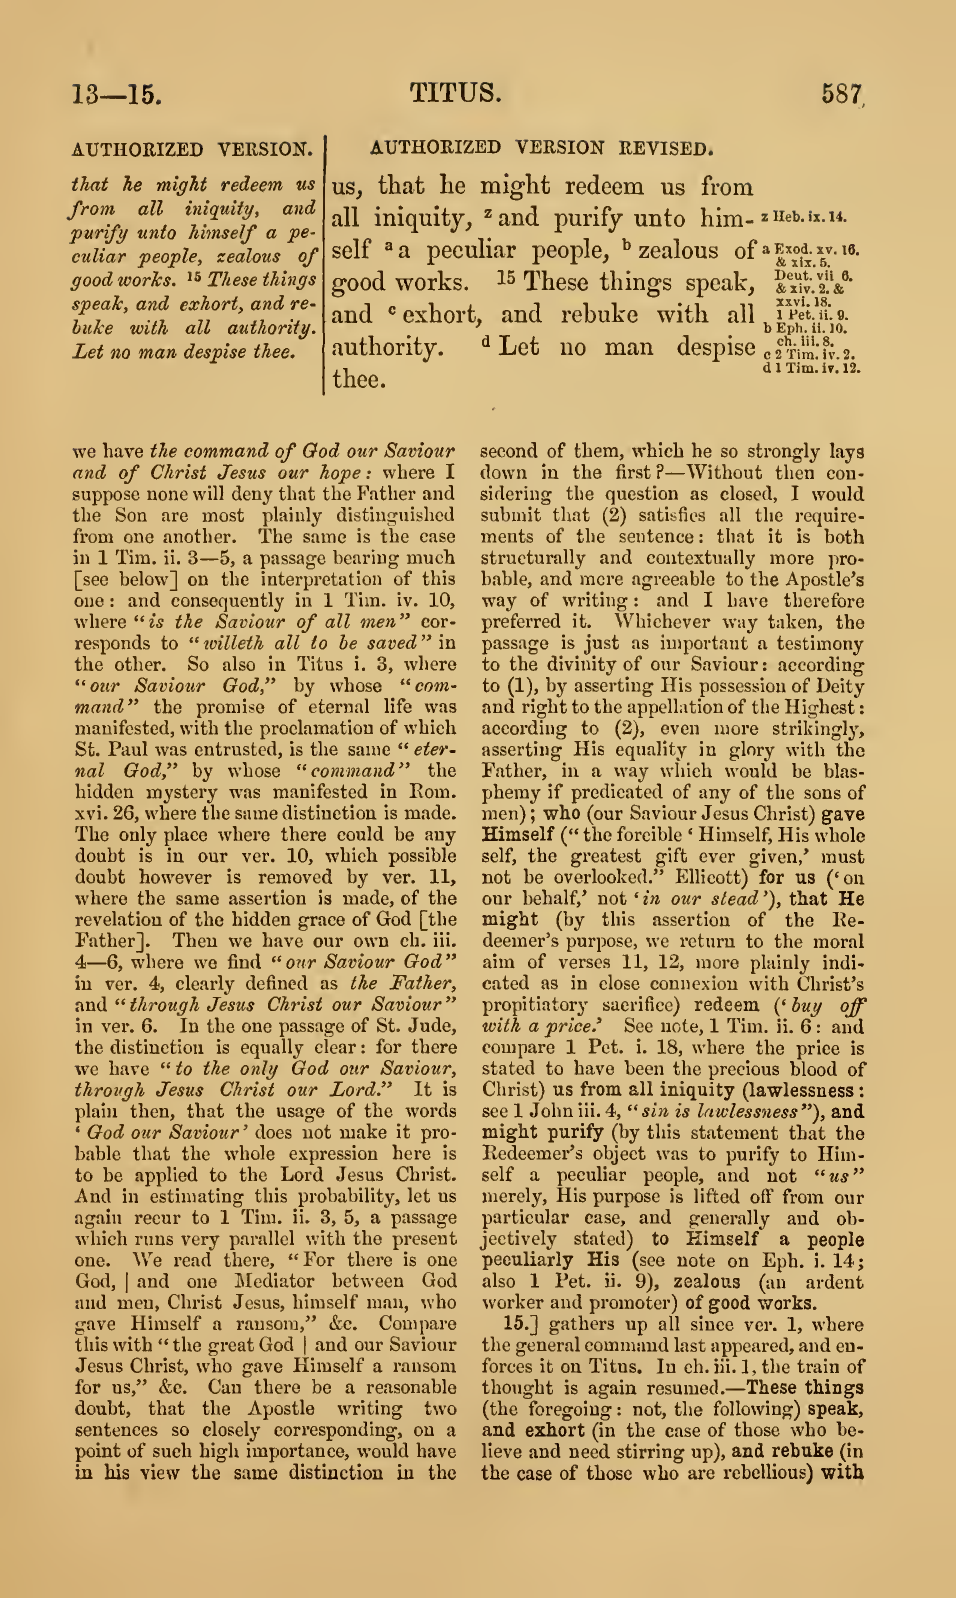 13—15.
TITUS.
587
AUTHORIZED VERSION.
that he might redeem us
from all iniquity, and
purify unto himself a pe-
culiar people, zealous of
good works. 15 These things
speak, and exhort, and re-
buke with all authority.
Let no man despise thee.
AUTHORIZED VERSION REVISED.
us, that he might redeem us from
all iniquity, z and purify unto him-
self a a peculiar people, b zealous of
good works. 15 These things speak,
and c exhort, and rebuke with all
authority. d Let no man despise
thee.
z Heb. ix. 14.
a Exod. xv. 16.
& xix. 5.
Deut. vii 6.
& xiv. 2. &
xxvi. 18.
1 Pet. ii. 9.
b Eph. ii. 10.
ch. iii. 8.
c 2 Tim. iv. 2.
d 1 Tim. iv. 12.
we have the command of God our Saviour
and of Christ Jesus our hope: where I
suppose none will deny that the Father and
the Son are most plainly distinguished
from one another. The same is the case
in 1 Tim. ii. 3—5, a passage bearing much
[see below] on the interpretation of this
one: and consequently in 1 Tim. iv. 10,
where “is the Saviour of all men” cor-
responds to “willeth all to be saved” in
the other. So also in Titus i. 3, where
“our Saviour God,” by whose “com-
mand” the promise of eternal life was
manifested, with the proclamation of which
St. Paul was entrusted, is the same “eter-
nal God,” by whose “command” the
hidden mystery was manifested in Rom.
xvi. 26, where the same distinction is made.
The only place where there could be any
doubt is in our ver. 10, which possible
doubt however is removed by ver. 11,
where the same assertion is made, of the
revelation of the hidden grace of God [the
Father]. Then we have our own ch. iii.
4—6, where we find “our Saviour God”
in ver. 4, clearly defined as the Father,
and “through Jesus Christ our Saviour”
in ver. 6. In the one passage of St. Jude,
the distinction is equally clear: for there
we have “to the only God our Saviour,
through Jesus Christ our Lord.” It is
plain then, that the usage of the words
‘God our Saviour’ does not make it pro-
bable that the whole expression here is
to be applied to the Lord Jesus Christ.
And in estimating this probability, let us
again recur to 1 Tim. ii. 3, 5, a passage
which runs very parallel with the present
one. We read there, “For there is one
God, | and one Mediator between God
and men, Christ Jesus, himself man, who
gave Himself a ransom,” &c. Compare
this with “the great God | and our Saviour
Jesus Christ, who gave Himself a ransom
for us,” &c. Can there be a reasonable
doubt, that the Apostle writing two
sentences so closely corresponding, on a
point of such high importance, would have
in his view the same distinction in the
second of them, which he so strongly lays
down in the first?—Without then con-
sidering the question as closed, I would
submit that (2) satisfies all the require-
ments of the sentence: that it is both
structurally and contextually more pro-
bable, and more agreeable to the Apostle’s
way of writing: and I have therefore
preferred it. Whichever way taken, the
passage is just as important a testimony
to the divinity of our Saviour: according
to (1), by asserting His possession of Deity
and right to the appellation of the Highest:
according to (2), even more strikingly,
asserting His equality in glory with the
Father, in a way which would be blas-
phemy if predicated of any of the sons of
men); who (our Saviour Jesus Christ) gave
Himself (“the forcible ‘Himself, His whole
self, the greatest gift ever given,’ must
not be overlooked.” Ellicott) for us (‘on
our behalf,’ not ‘in our stead’), that He
might (by this assertion of the Re-
deemer’s purpose, we return to the moral
aim of verses 11, 12, more plainly indi-
cated as in close connexion with Christ’s
propitiatory sacrifice) redeem (‘buy off
with a price.’ See note, 1 Tim. ii. 6: and
compare 1 Pet. i. 18, where the price is
stated to have been the precious blood of
Christ) us from all iniquity (lawlessness:
see 1 John iii. 4, “sin is lawlessness”), and
might purify (by this statement that the
Redeemer’s object was to purify to Him-
self a peculiar people, and not “us”
merely, His purpose is lifted off from our
particular case, and generally and ob-
jectively stated) to Himself a people
peculiarly His (see note on Eph. i. 14;
also 1 Pet. ii. 9), zealous (an ardent
worker and promoter) of good works.
15.] gathers up all since ver. 1, where
the general command last appeared, and en-
forces it on Titus. In ch. iii. 1, the train of
thought is again resumed.—These things
(the foregoing: not, the following) speak,
and exhort (in the case of those who be-
lieve and need stirring up), and rebuke (in
the case of those who are rebellious) with